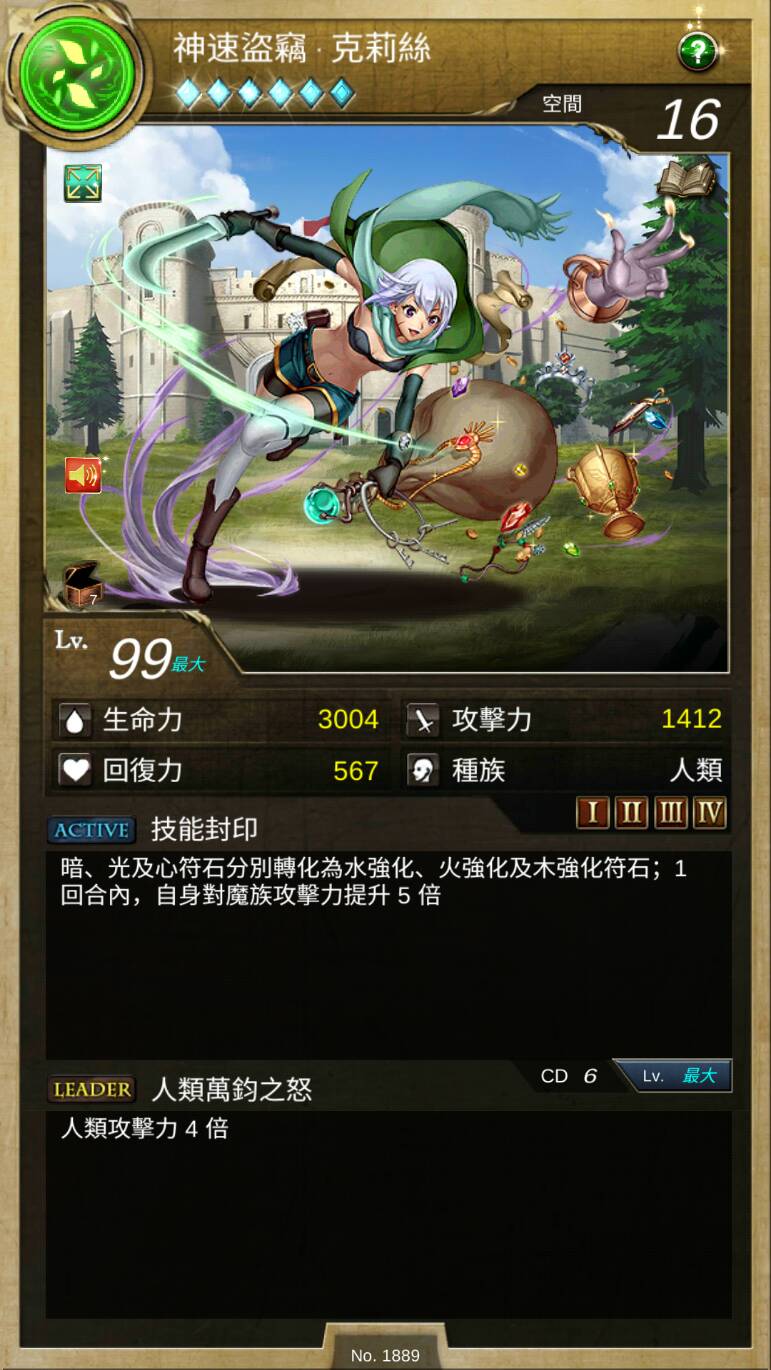 神速盜竊 · 克莉絲
?
空間
16
7
Lv. 99 最大
生命力 3004
攻擊力 1412
回復力 567
種族 人類
I II III IV
ACTIVE 技能封印
暗、光及心符石分別轉化為水強化、火強化及木強化符石；1
回合內，自身對魔族攻擊力提升 5 倍
CD 6 Lv. 最大
LEADER 人類萬鈞之怒
人類攻擊力 4 倍
No. 1889